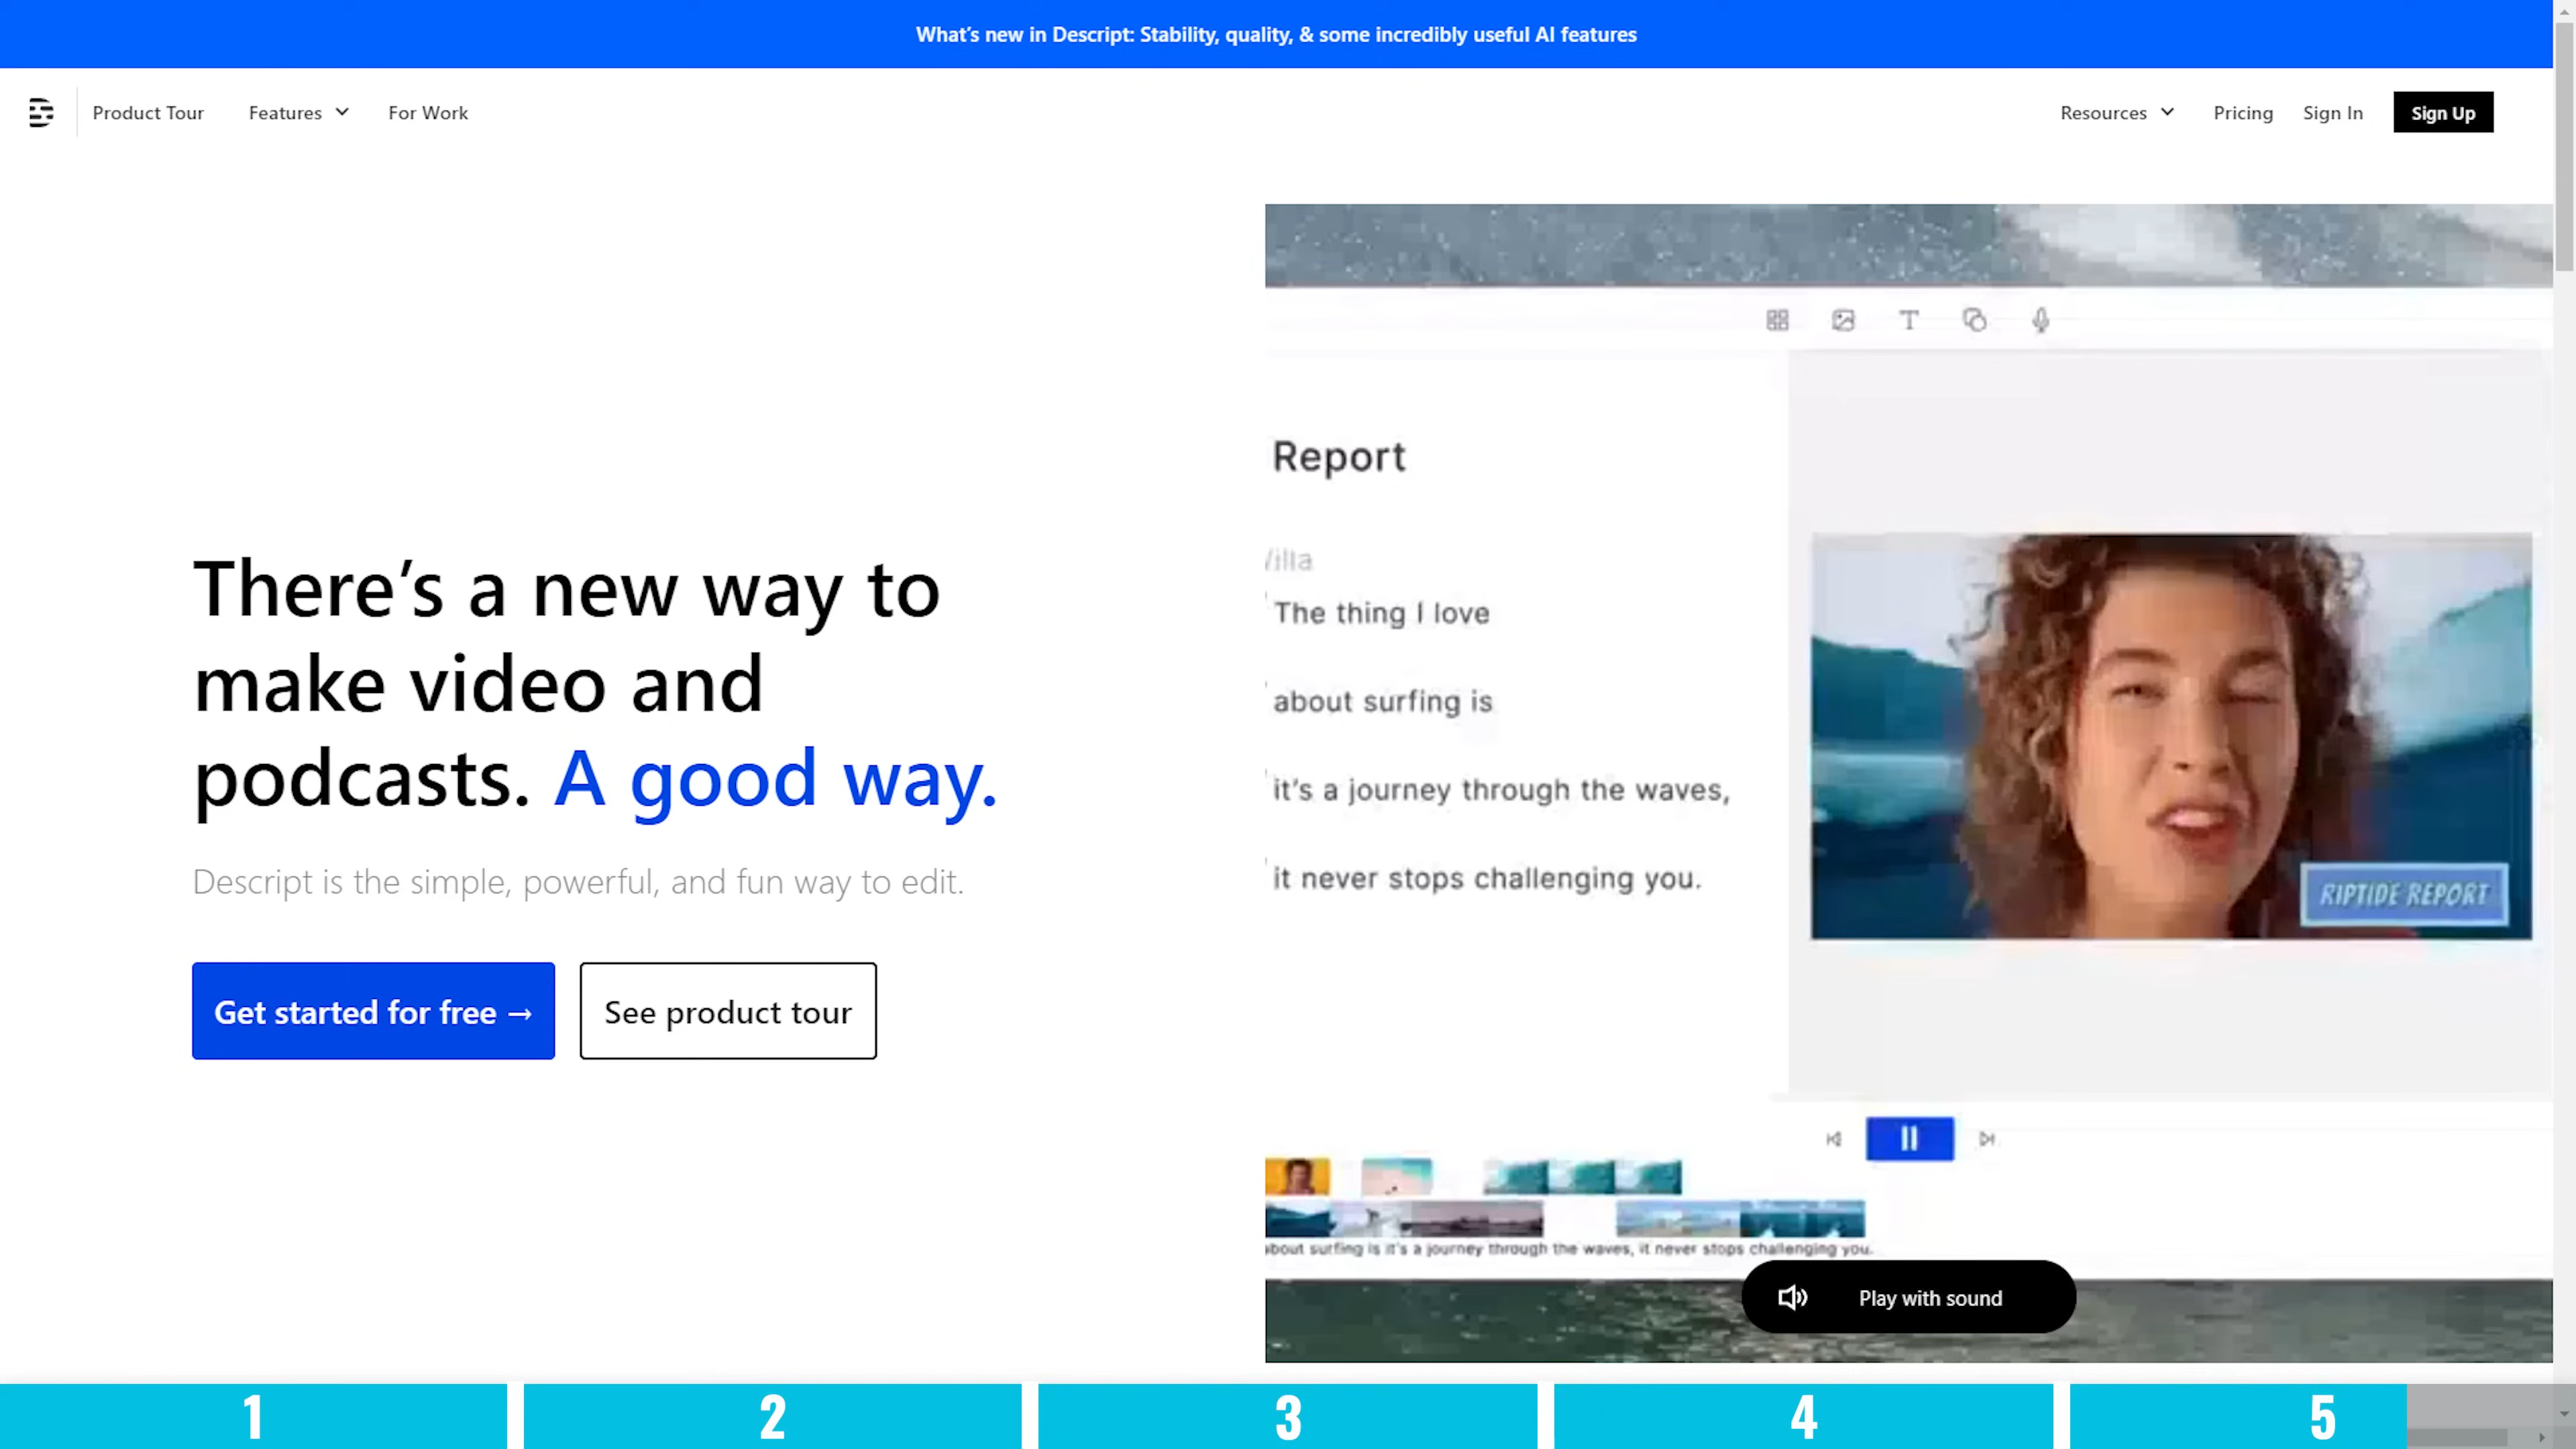 What's new in Descript: Stability, quality, & some incredibly useful AI features
Product Tour
Features
For Work
Resources
Pricing
Sign In
Sign Up
There's a new way to
make video and
podcasts. A good way.
Descript is the simple, powerful, and fun way to edit.
Get started for free →
See product tour
Report
The thing I love
about surfing is
it's a journey through the waves,
it never stops challenging you.
RIPTIDE REPORT
about surfing is it's a journey through the waves, it never stops challenging you.
Play with sound
1
2
3
4
5